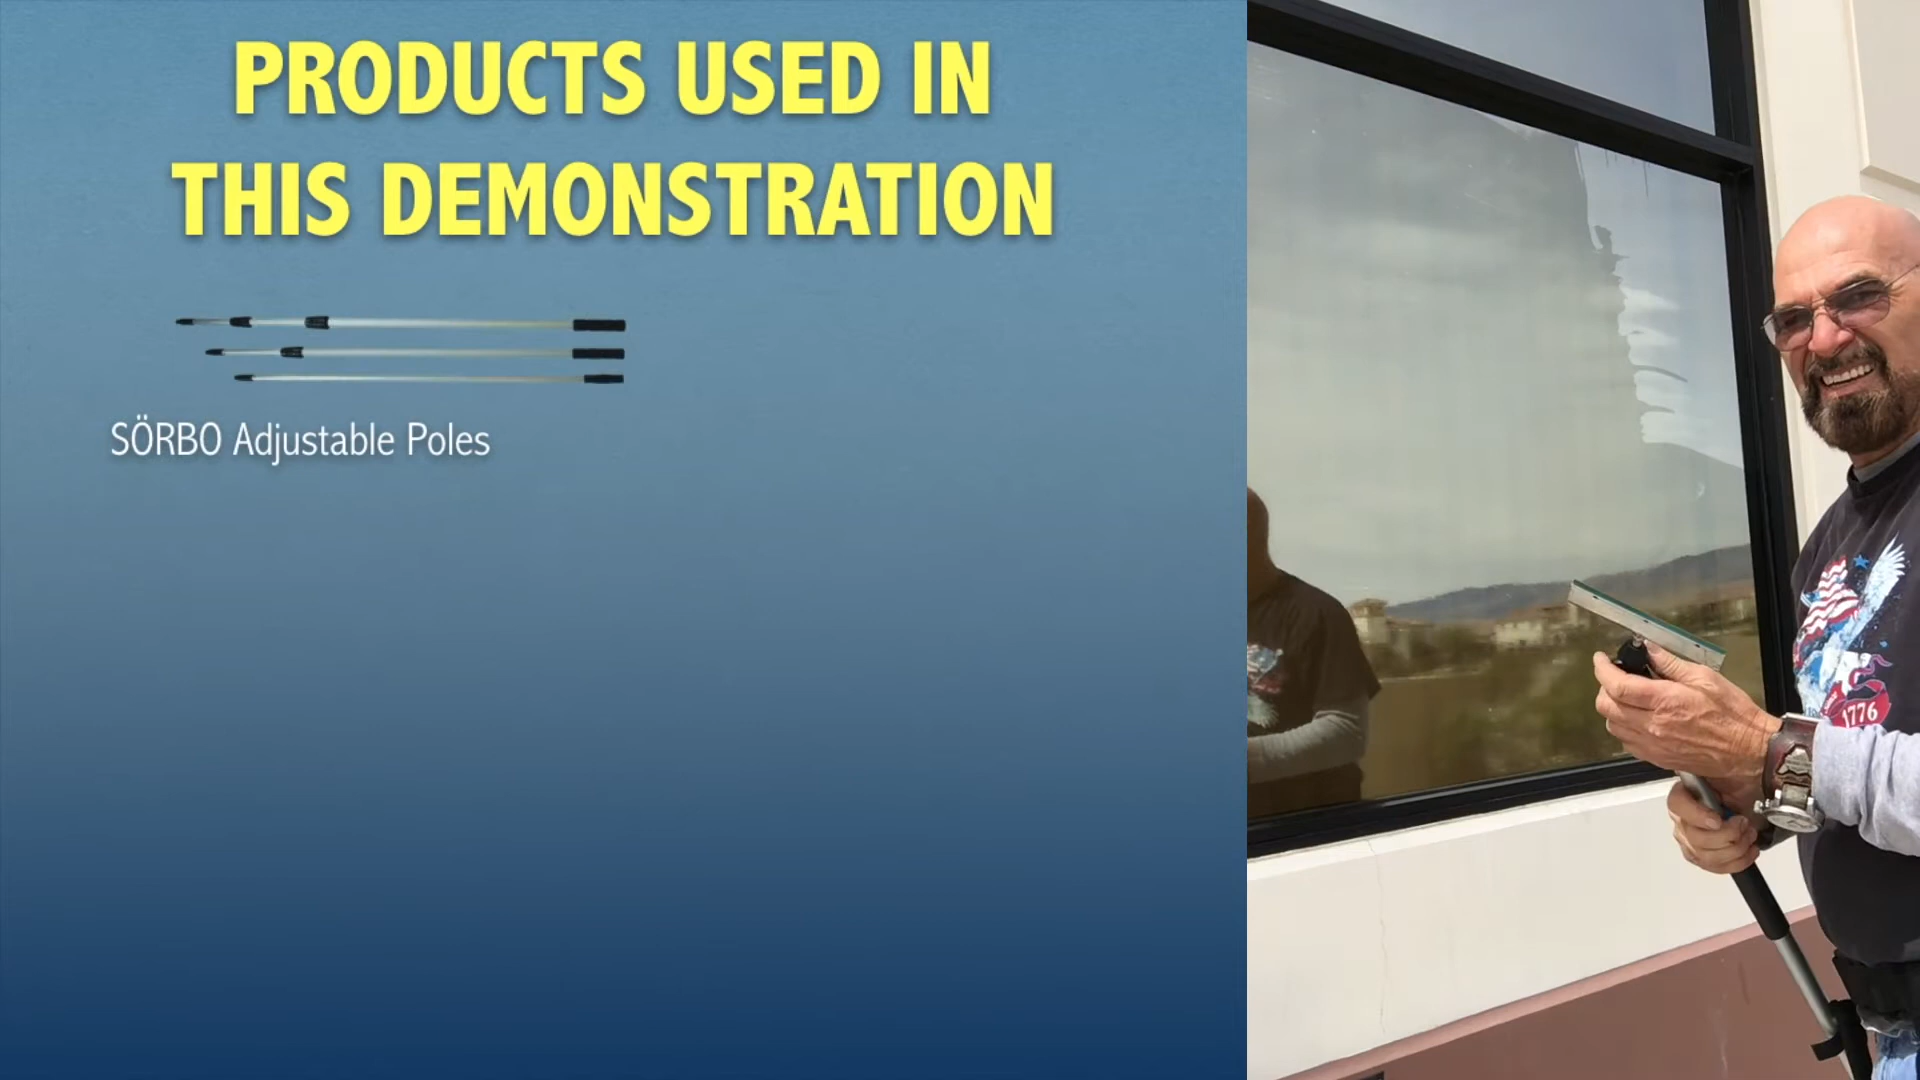 PRODUCTS USED IN
THIS DEMONSTRATION
SÖRBO Adjustable Poles
1776